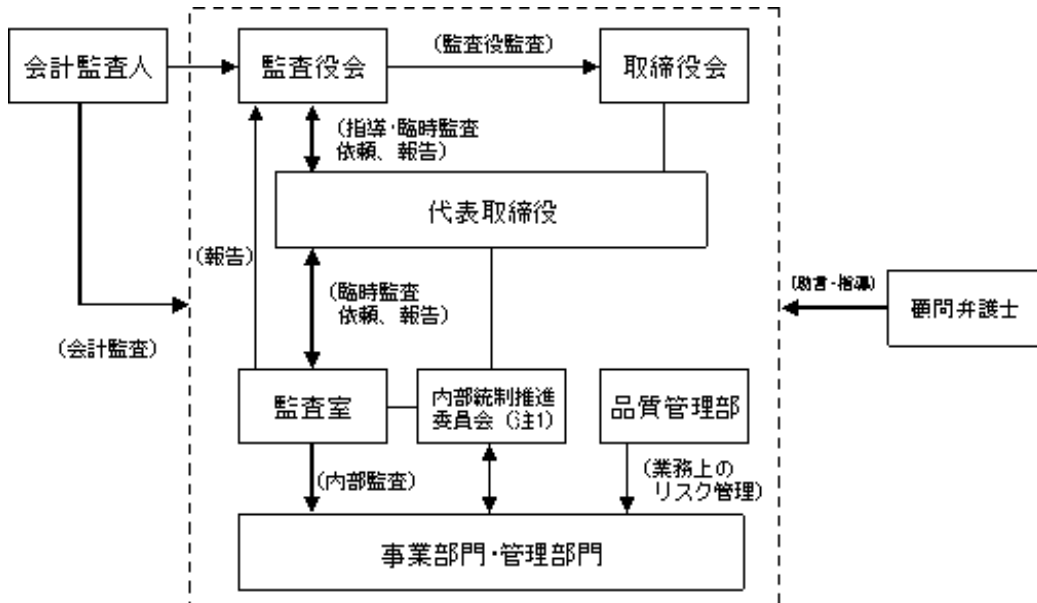 会計監査人
監査役会
(監査役監査)
取締役会
(指導・臨時監査
依頼、報告)
代表取締役
(報告)
(臨時監査
依頼、報告)
(助言・指導)
顧問弁護士
(会計監査)
監査室
内部統制推進
委員会(注1)
品質管理部
(内部監査)
(業務上の
リスク管理)
事業部門・管理部門